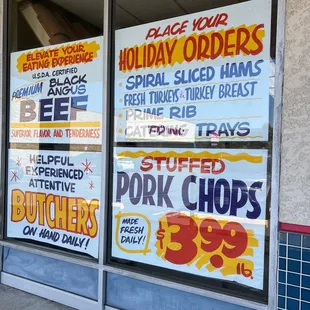 ELEVATE YOUR
EATING EXPERIENCE
U.S.D.A. CERTIFIED
PREMIUM BLACK
ANGUS
BEEF
SUPERIOR FLAVOR AND TENDERNESS
HELPFUL
EXPERIENCED
ATTENTIVE
BUTCHERS
ON HAND DAILY!
PLACE YOUR
HOLIDAY ORDERS
SPIRAL SLICED HAMS
FRESH TURKEYS & TURKEY BREAST
PRIME RIB
TRAYS
STUFFED
PORK CHOPS
MADE
FRESH
DAILY!
$3.99
lb.